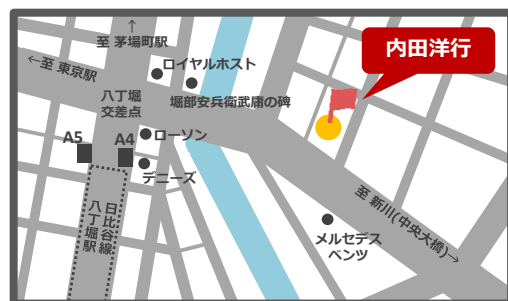 ↑
至 茅場町駅
内田洋行
ロイヤルホスト
←至 東京駅
八丁堀
交差点
堀部安兵衛武庸の碑
A5
A4
ローソン
デニーズ
日比谷線
八丁堀駅
至 新川(中央大橋)→
メルセデス
ベンツ